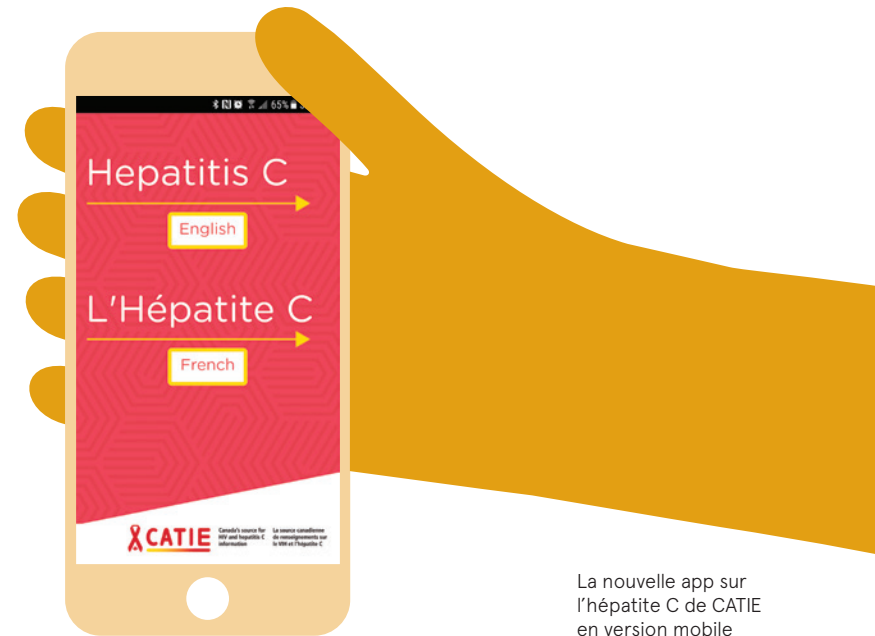 65%
Hepatitis C
English
L'Hépatite C
French
CATIE
Canada's source for
HIV and hepatitis C
information
La source canadienne
de renseignements sur
le VIH et l'hépatite C
La nouvelle app sur
l'hépatite C de CATIE
en version mobile